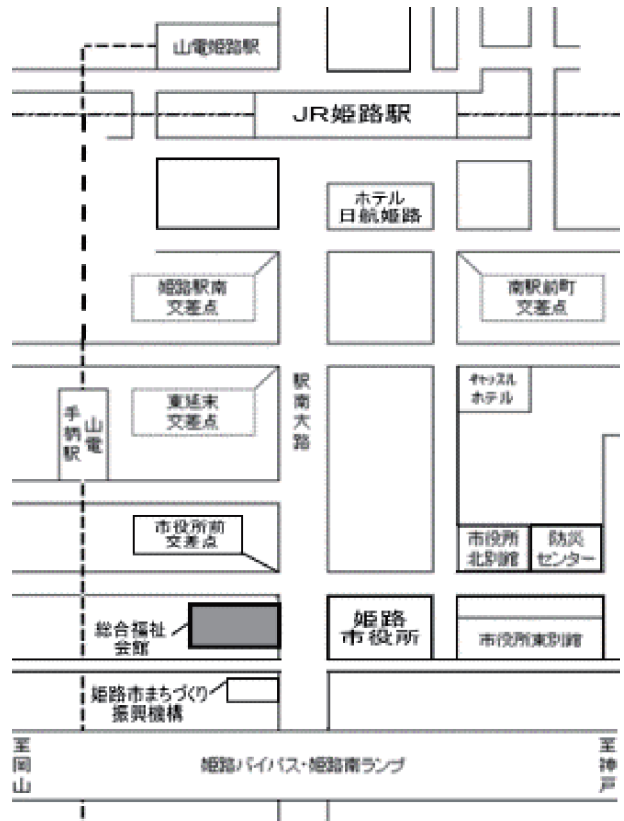 山電姫路駅
JR姫路駅
ホテル
日航姫路
姫路駅南
交差点
南駅前町
交差点
キャッスル
ホテル
駅南大路
東延末
交差点
山電
手柄駅
市役所前
交差点
市役所
北別館
防災
センター
総合福祉
会館
姫路
市役所
市役所東別館
姫路市まちづくり
振興機構
至岡山
姫路バイパス・姫路南ランプ
至神戸